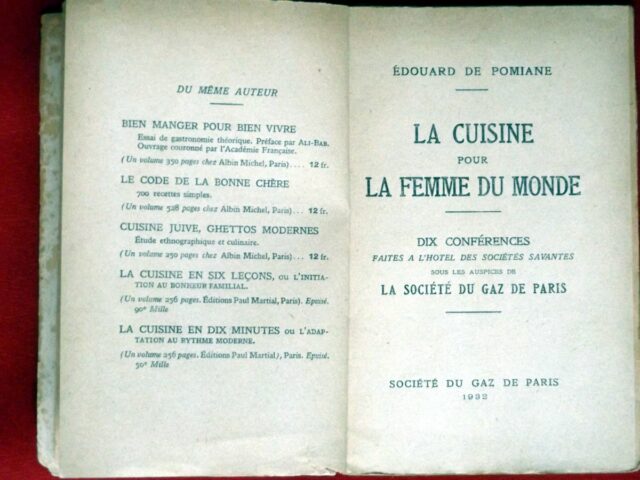 DU MÊME AUTEUR
BIEN MANGER POUR BIEN VIVRE
Essai de gastronomie théorique. Préface par ALI-BAB.
Ouvrage couronné par l'Académie Française.
(Un volume 350 pages chez Albin Michel, Paris).... 12 fr.
LE CODE DE LA BONNE CHÈRE
700 recettes simples.
(Un volume 528 pages chez Albin Michel, Paris)... 12 fr.
CUISINE JUIVE, GHETTOS MODERNES
Étude ethnographique et culinaire.
(Un volume 250 pages chez Albin Michel, Paris)... 12 fr.
LA CUISINE EN SIX LEÇONS, OU L'INITIA-
TION AU BONHEUR FAMILIAL.
(Un volume 256 pages. Éditions Paul Martial, Paris). Épuisé.
90e Mille
LA CUISINE EN DIX MINUTES OU L'ADAP-
TATION AU RYTHME MODERNE.
(Un volume 256 pages. Éditions Paul Martial), Paris. Épuisé.
50e Mille
ÉDOUARD DE POMIANE
LA CUISINE
POUR
LA FEMME DU MONDE
DIX CONFÉRENCES
FAITES A L'HOTEL DES SOCIÉTÉS SAVANTES
SOUS LES AUSPICES DE
LA SOCIÉTÉ DU GAZ DE PARIS
SOCIÉTÉ DU GAZ DE PARIS
1932